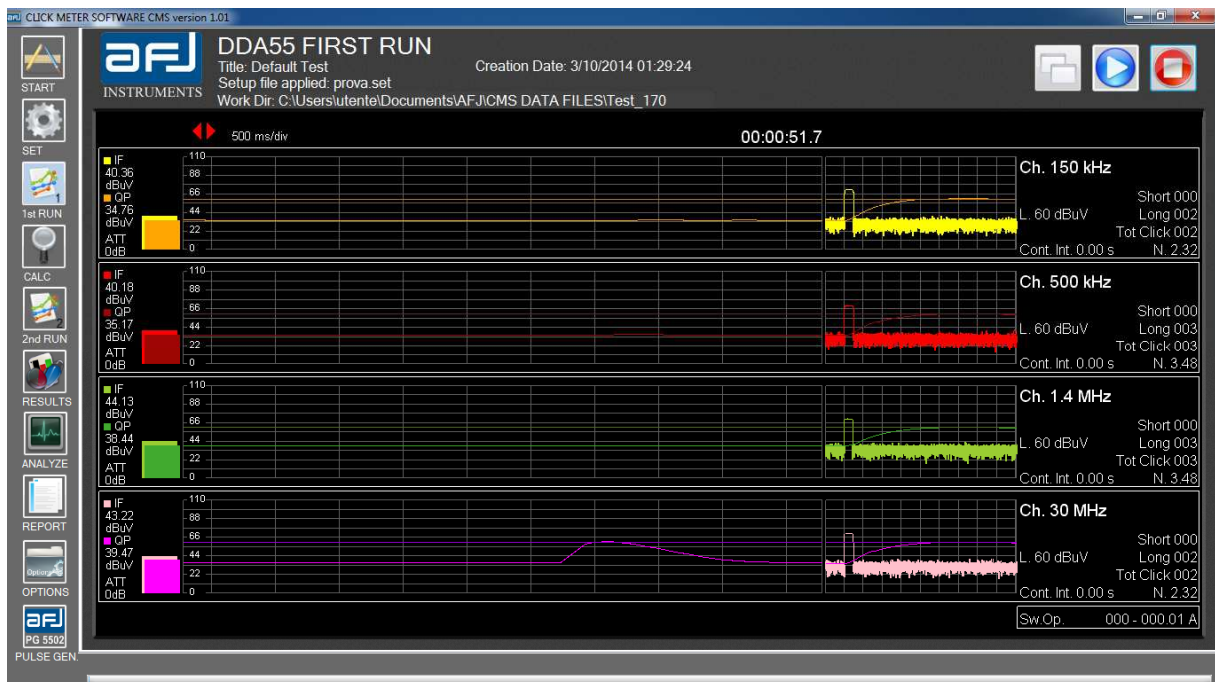 CLICK METER SOFTWARE CMS version 1.01
START
SET
1st RUN
CALC
2nd RUN
RESULTS
ANALYZE
REPORT
Options
OPTIONS
aFJ
PG 5502
PULSE GEN.
aFJ
INSTRUMENTS
DDA55 FIRST RUN
Title: Default Test
Creation Date: 3/10/2014 01:29:24
Setup file applied: prova.set
Work Dir: C:\Users\utente\Documents\AFJ\CMS DATA FILES\Test_170
500 ms/div
00:00:51.7
IF
40.36
dBuV
QP
34.76
dBuV
ATT
0dB
110
88
66
44
22
0
Ch. 150 kHz
Short 000
L. 60 dBuV
Long 002
Tot Click 002
Cont. Int. 0.00 s
N. 2.32
IF
40.18
dBuV
QP
35.17
dBuV
ATT
0dB
110
88
66
44
22
0
Ch. 500 kHz
Short 000
L. 60 dBuV
Long 003
Tot Click 003
Cont. Int. 0.00 s
N. 3.48
IF
44.13
dBuV
QP
38.44
dBuV
ATT
0dB
110
88
66
44
22
0
Ch. 1.4 MHz
Short 000
L. 60 dBuV
Long 003
Tot Click 003
Cont. Int. 0.00 s
N. 3.48
IF
43.22
dBuV
QP
39.47
dBuV
ATT
0dB
110
88
66
44
22
0
Ch. 30 MHz
Short 000
L. 60 dBuV
Long 002
Tot Click 002
Cont. Int. 0.00 s
N. 2.32
Sw.Op.
000 - 000.01 A